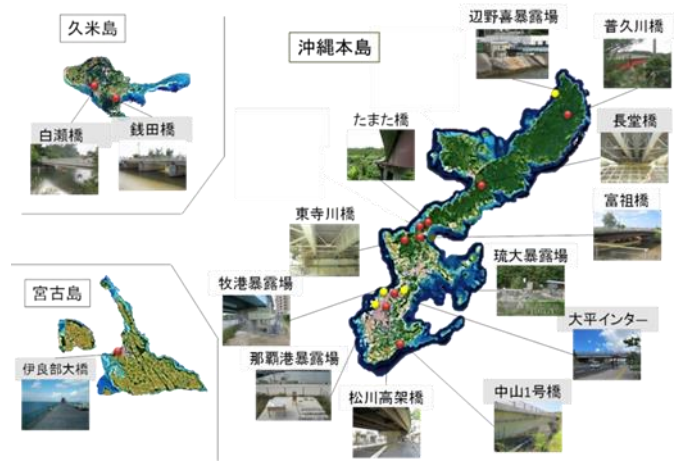 久米島
白瀬橋
銭田橋
宮古島
伊良部大橋
沖縄本島
辺野喜暴露場
普久川橋
たまた橋
長堂橋
東寺川橋
富祖橋
牧港暴露場
琉大暴露場
大平インター
那覇港暴露場
松川高架橋
中山1号橋